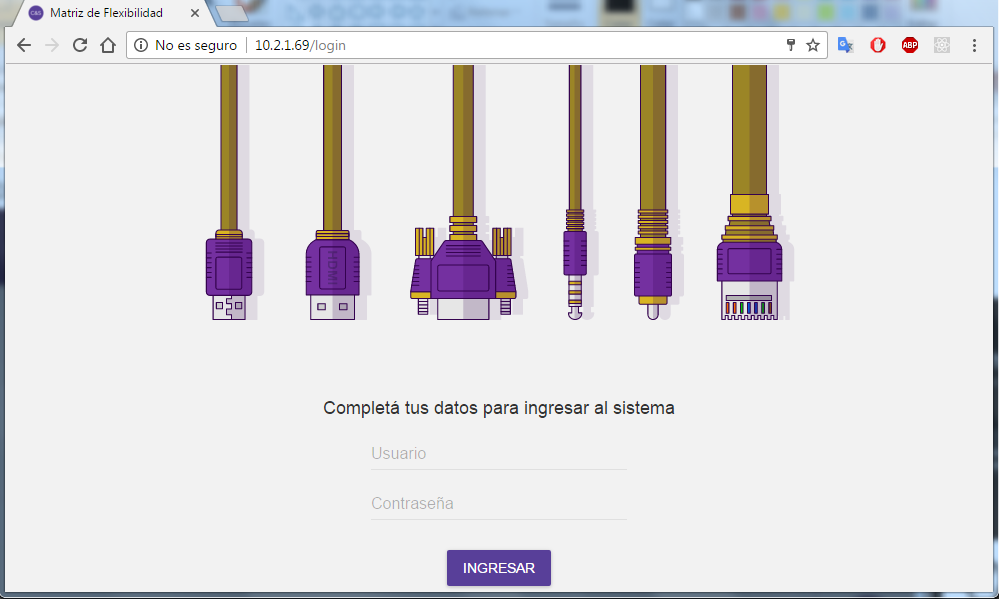 C&S Matriz de Flexibilidad
No es seguro 10.2.1.69/login
ABP
HDMI
Completá tus datos para ingresar al sistema
Usuario
Contraseña
INGRESAR